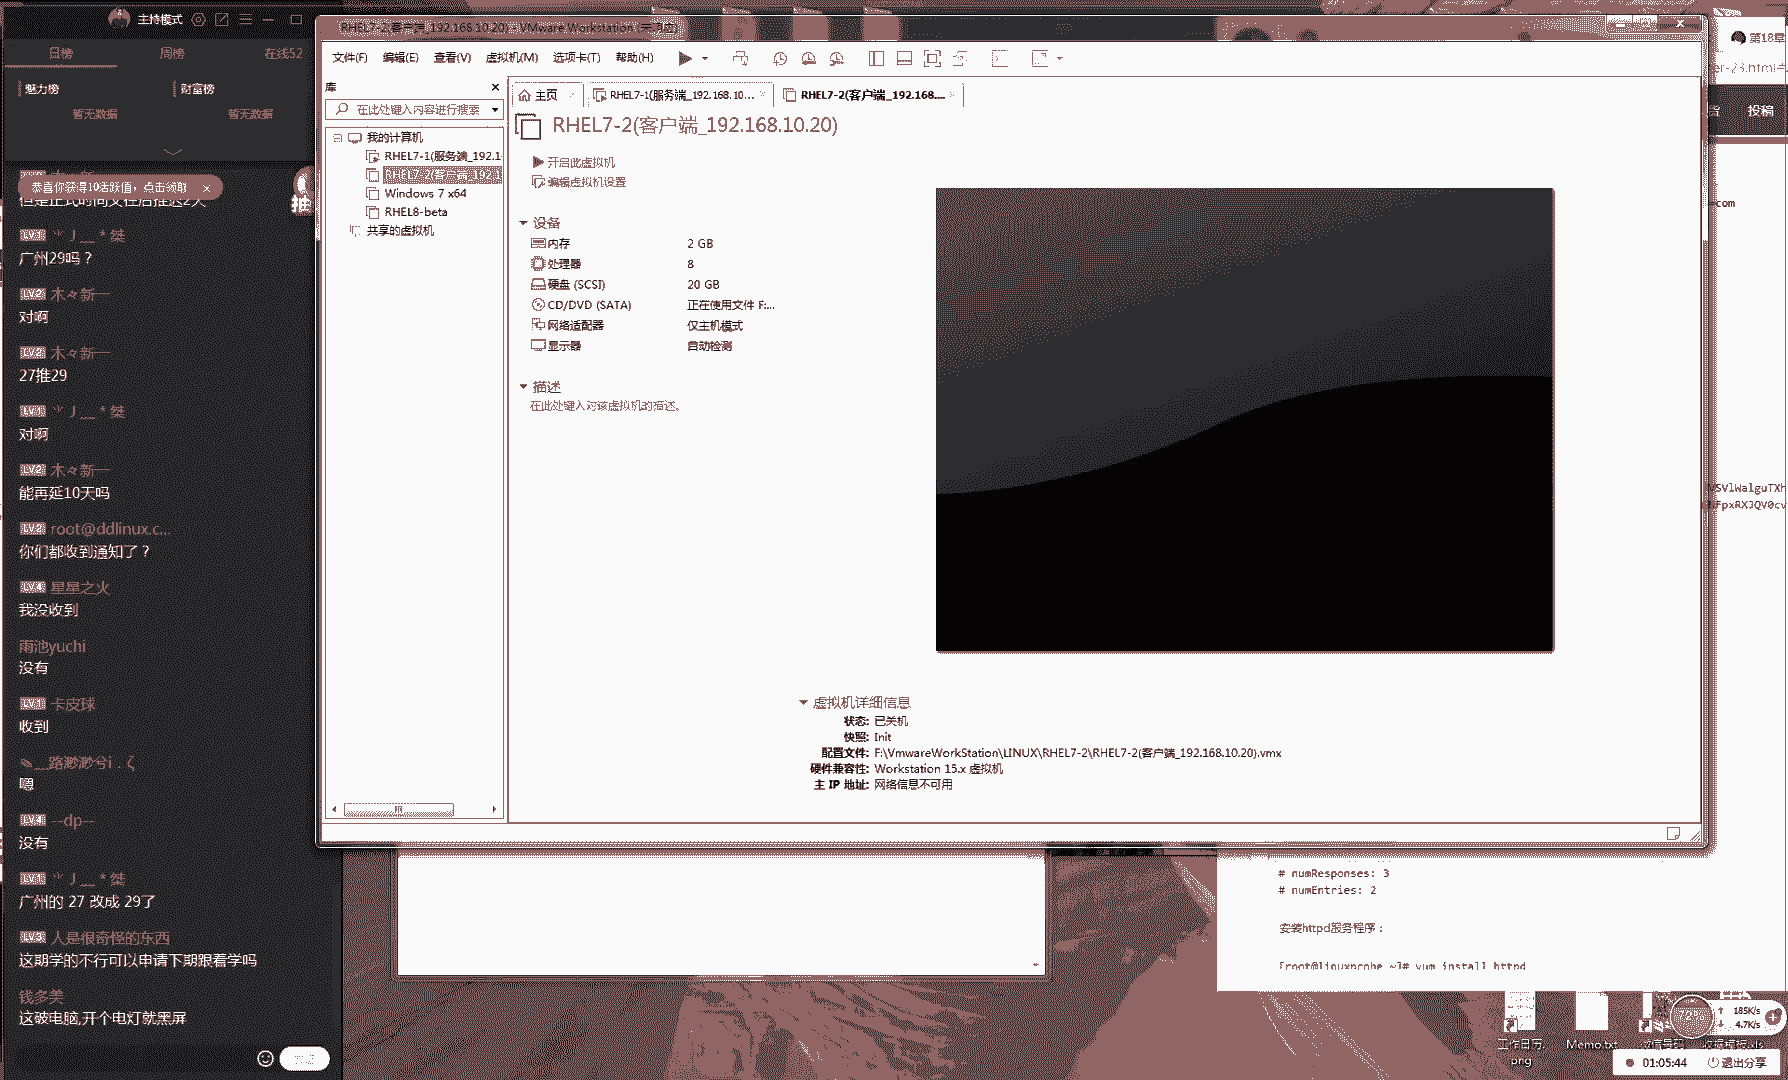 主持模式
日榜 周榜 在线52
魅力榜 财富榜
暂无数据 暂无数据
恭喜你获得10活跃值，点击领取 ×
LV.1 * 桀
广州29吗？
LV.2 木々新一
对啊
LV.2 木々新一
27推29
LV.1 * 桀
对啊
LV.2 木々新一
能再延10天吗
LV.2 root@ddlinux.c...
你们都收到通知了？
LV.4 星星之火
我没收到
雨池yuchi
没有
LV.1 卡皮球
收到
路渺渺兮i．ζ
嗯
LV.4 --dp--
没有
LV.1 * 桀
广州的 27 改成 29了
LV.3 人是很奇怪的东西
这期学的不行可以申请下期跟着学吗
钱多美
这破电脑,开个电灯就黑屏
RHEL7-2(客户端_192.168.10.20) - VMware Workstation
文件(F) 编辑(E) 查看(V) 虚拟机(M) 选项卡(T) 帮助(H)
库
在此处键入内容进行搜索
我的计算机
RHEL7-1(服务端_192.1
RHEL7-2(客户端_192.1
Windows 7 x64
RHEL8-beta
共享的虚拟机
主页
RHEL7-1(服务端_192.168.10...
RHEL7-2(客户端_192.168....
RHEL7-2(客户端_192.168.10.20)
开启此虚拟机
编辑虚拟机设置
设备
内存 2 GB
处理器 8
硬盘 (SCSI) 20 GB
CD/DVD (SATA) 正在使用文件 F:...
网络适配器 仅主机模式
显示器 自动检测
描述
在此处键入对该虚拟机的描述。
虚拟机详细信息
状态: 已关机
快照: Init
配置文件: F:\VmwareWorkStation\LINUX\RHEL7-2\RHEL7-2(客户端_192.168.10.20).vmx
硬件兼容性: Workstation 15.x 虚拟机
主 IP 地址: 网络信息不可用
第18章
er-23.html
投稿
=com
# numResponses: 3
# numEntries: 2
安装httpd服务程序：
[root@linuxprobe ~]# yum install httpd
工作日历.png
Memo.txt
72%
185K/s
4.7K/s
01:05:44 退出分享